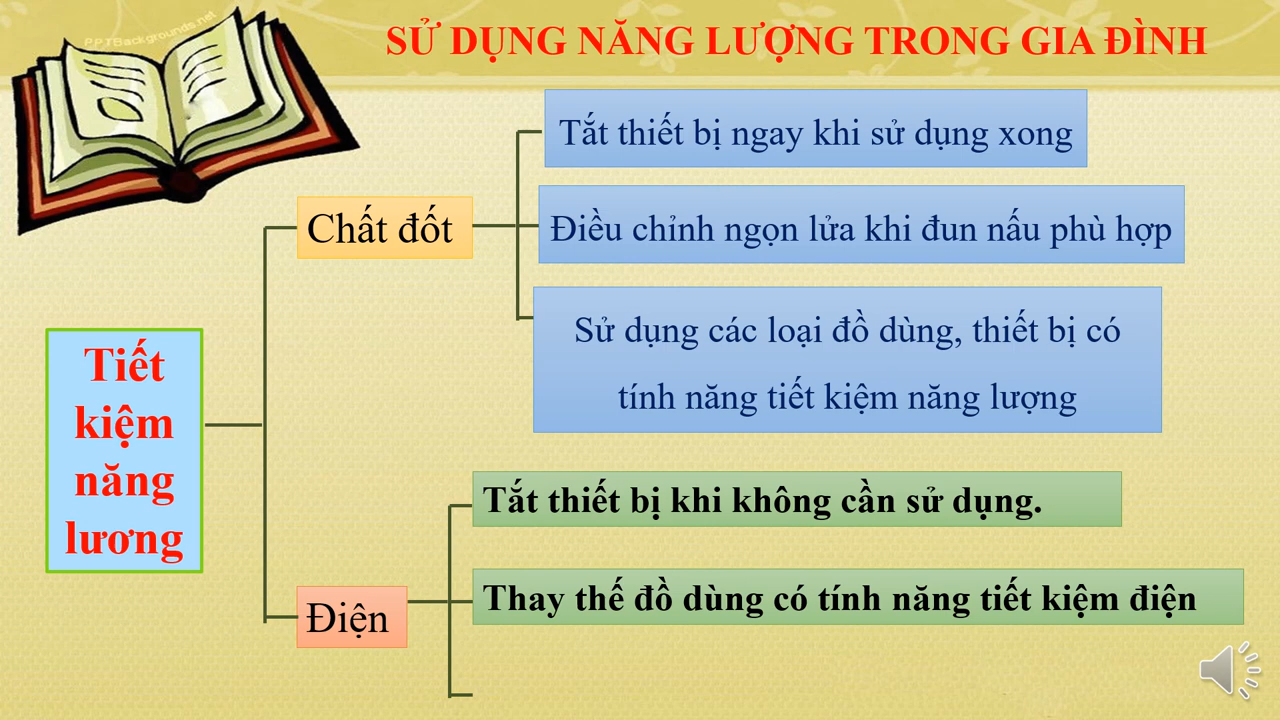 PPTBackgrounds.net
SỬ DỤNG NĂNG LƯỢNG TRONG GIA ĐÌNH
Tắt thiết bị ngay khi sử dụng xong
Chất đốt
Điều chỉnh ngọn lửa khi đun nấu phù hợp
Sử dụng các loại đồ dùng, thiết bị có
tính năng tiết kiệm năng lượng
Tiết
kiệm
năng
lương
Tắt thiết bị khi không cần sử dụng.
Điện
Thay thế đồ dùng có tính năng tiết kiệm điện